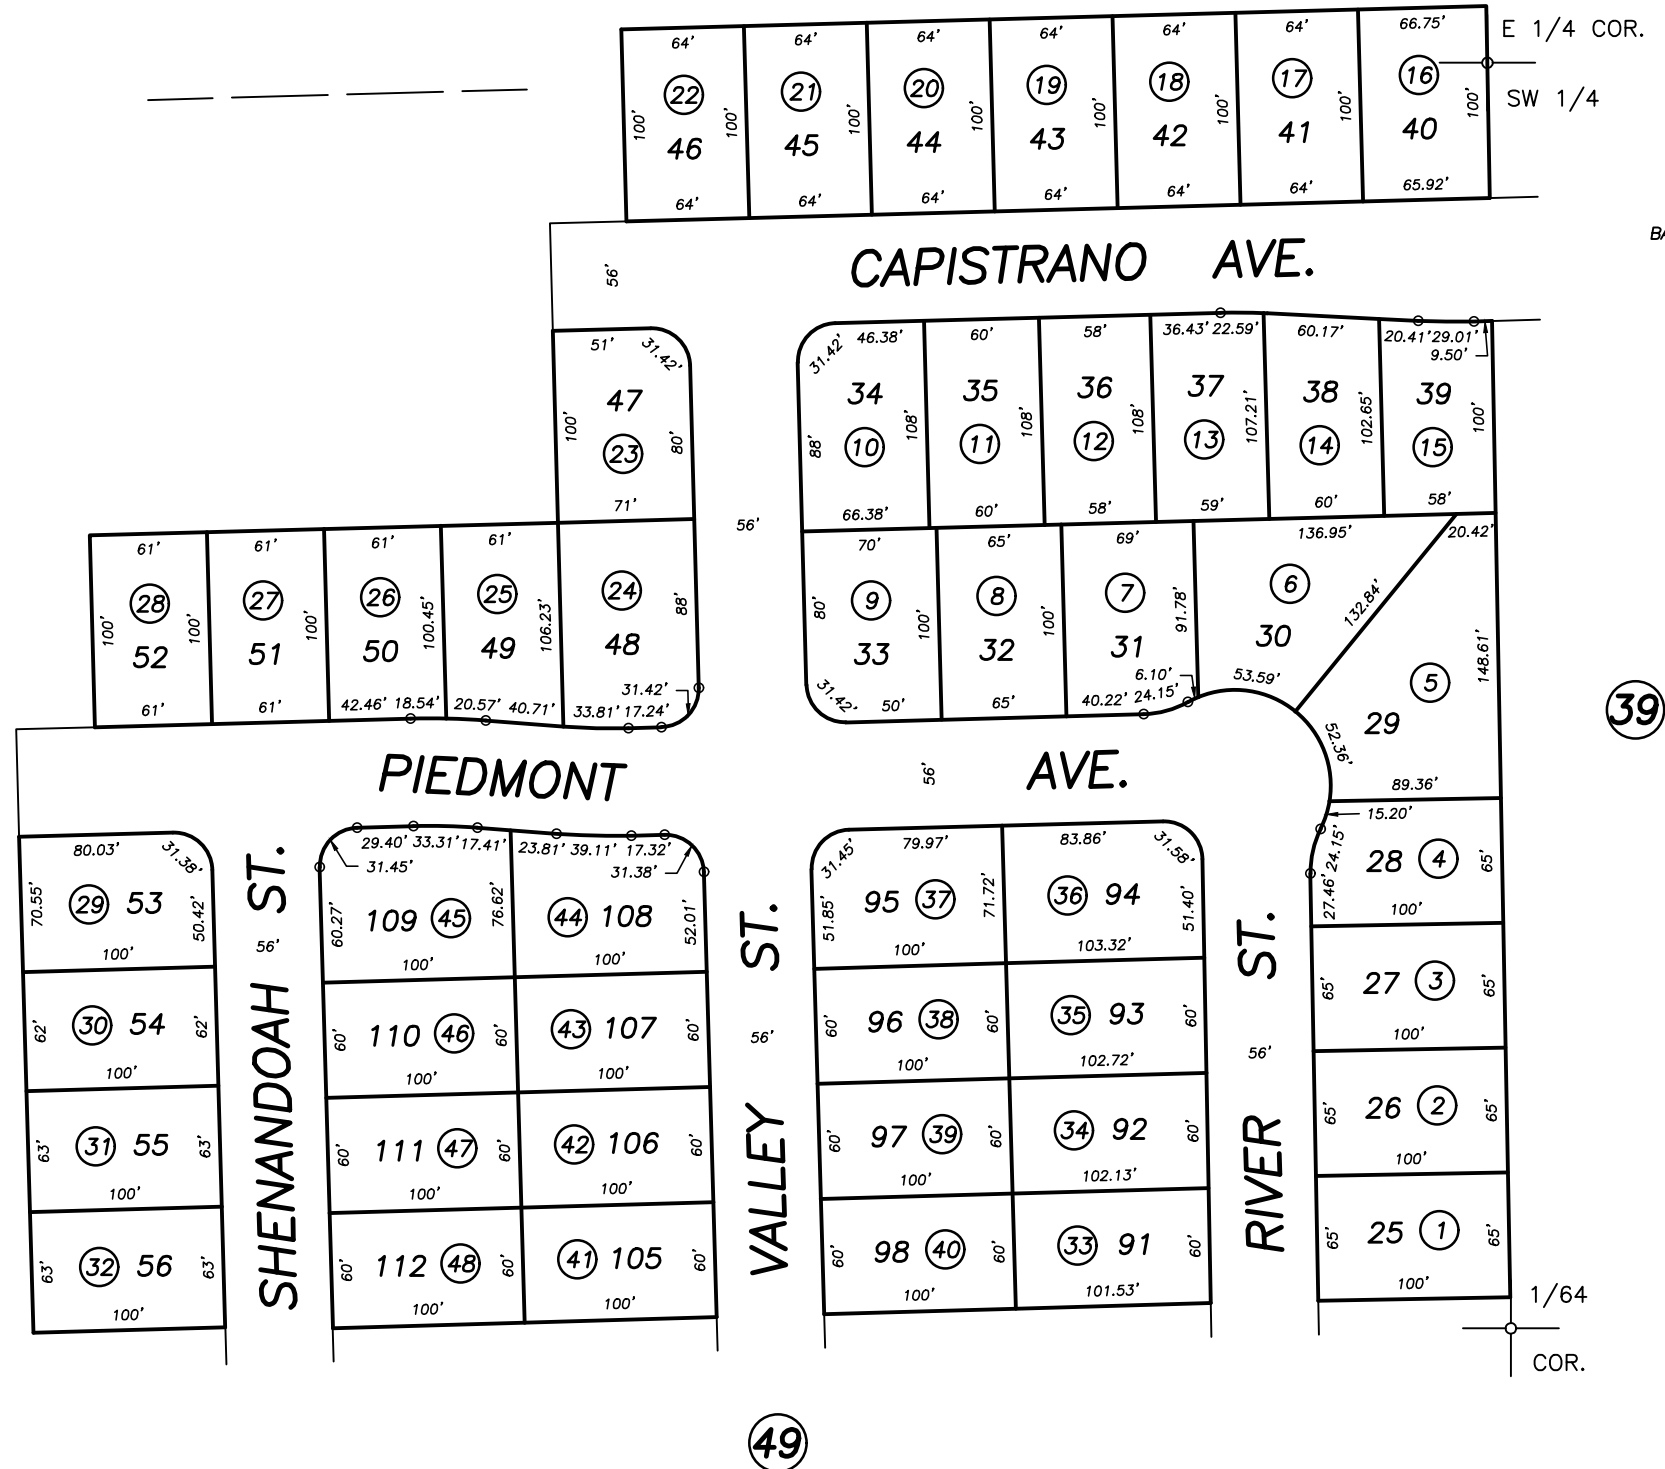 64' 64' 64' 64' 64' 64' 66.75' E 1/4 COR.
22 21 20 19 18 17 16
SW 1/4
100' 100' 100' 100' 100' 100' 100' 100'
46 45 44 43 42 41 40
64' 64' 64' 64' 64' 64' 65.92'
BA
56' CAPISTRANO AVE.
51' 31.42' 31.42' 46.38' 60' 58' 36.43' 22.59' 60.17' 20.41' 29.01'
9.50'
47 34 35 36 37 38 39
100' 80' 88' 108' 108' 108' 107.21' 102.65' 100'
23 10 11 12 13 14 15
71' 66.38' 60' 58' 59' 60' 58'
56'
61' 61' 61' 61' 70' 65' 69' 136.95' 20.42'
28 27 26 25 24 9 8 7 6
100' 100' 100' 100.45' 106.23' 88' 80' 100' 100' 91.78' 132.84' 148.61'
52 51 50 49 48 33 32 31 30
5
39
29
61' 61' 42.46' 18.54' 20.57' 40.71' 33.81' 17.24' 31.42' 31.42' 50' 65' 40.22' 24.15' 6.10' 53.59'
52.36'
89.36'
PIEDMONT 56' AVE.
15.20'
80.03' 31.38' 29.40' 33.31' 17.41' 23.81' 39.11' 17.32' 31.45' 79.97' 83.86' 31.58' 24.15'
31.45' 31.38'
70.55' 29 53 50.42' 60.27' 109 45 76.62' 44 108 52.01' 51.85' 95 37 71.72' 36 94 51.40' 27.46' 28 4 65'
100' 56' 100' 100' 100' 103.32' 100'
62' 30 54 62' 60' 110 46 60' 43 107 60' 60' 96 38 60' 35 93 60' 65' 27 3 65'
100' 100' 100' 56' 100' 102.72' 56' 100'
63' 31 55 63' 60' 111 47 60' 42 106 60' 60' 97 39 60' 34 92 60' 65' 26 2 65'
100' 100' 100' 100' 102.13' 100'
63' 32 56 63' 60' 112 48 60' 41 105 60' 60' 98 40 60' 33 91 60' 65' 25 1 65'
100' 100' 100' 100' 101.53' 100'
SHENANDOAH ST.
VALLEY ST.
RIVER ST.
1/64
COR.
49